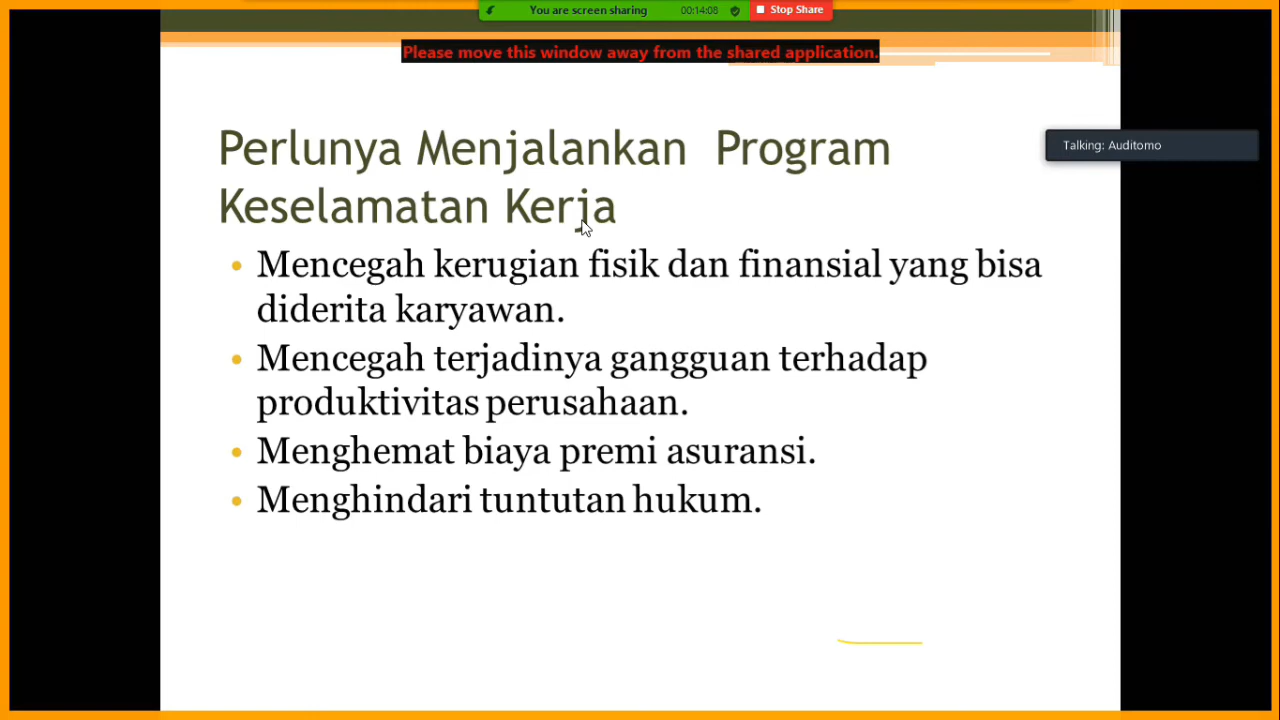 You are screen sharing 00:14:08 Stop Share
Please move this window away from the shared application.
Talking: Auditomo
Perlunya Menjalankan Program
Keselamatan Kerja
• Mencegah kerugian fisik dan finansial yang bisa
diderita karyawan.
• Mencegah terjadinya gangguan terhadap
produktivitas perusahaan.
• Menghemat biaya premi asuransi.
• Menghindari tuntutan hukum.